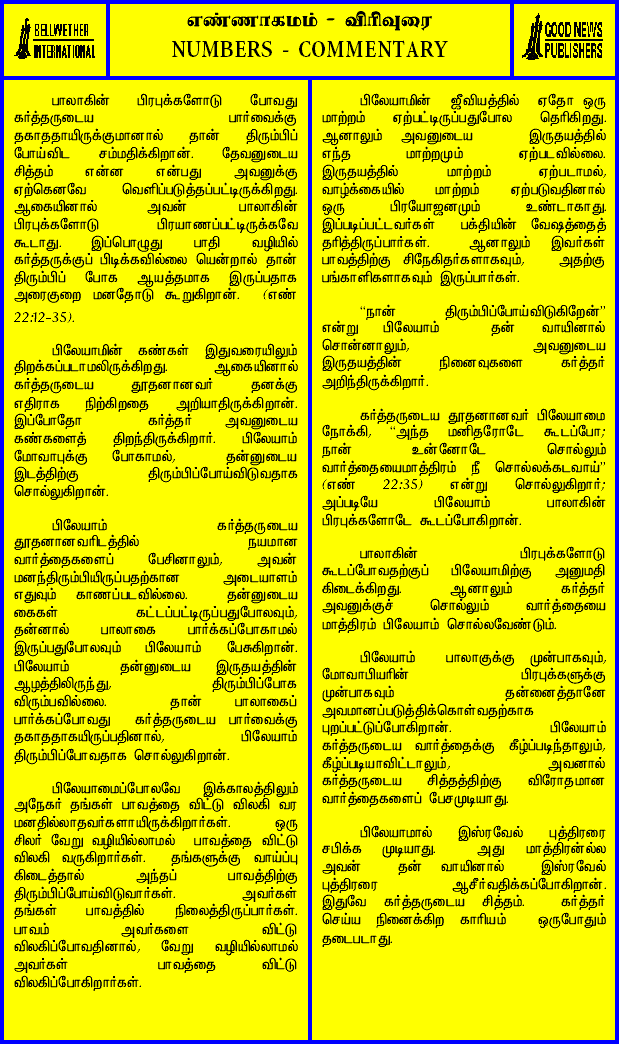 BELLWETHER
INTERNATIONAL
எண்ணாகமம் - விரிவுரை
NUMBERS - COMMENTARY
GOOD NEWS
PUBLISHERS
பாலாகின் பிரபுக்களோடு போவது
கர்த்தருடைய பார்வைக்கு
தகாததாயிருக்குமானால் தான் திரும்பிப்
போய்விட சம்மதிக்கிறான். தேவனுடைய
சித்தம் என்ன என்பது அவனுக்கு
ஏற்கெனவே வெளிப்படுத்தப்பட்டிருக்கிறது.
ஆகையினால் அவன் பாலாகின்
பிரபுக்களோடு பிரயாணப்பட்டிருக்கவே
கூடாது. இப்பொழுது பாதி வழியில்
கர்த்தருக்குப் பிடிக்கவில்லை யென்றால் தான்
திரும்பிப் போக ஆயத்தமாக இருப்பதாக
அரைகுறை மனதோடு கூறுகிறான். (எண்
22:12-35).
பிலேயாமின் கண்கள் இதுவரையிலும்
திறக்கப்படாமலிருக்கிறது. ஆகையினால்
கர்த்தருடைய தூதனானவர் தனக்கு
எதிராக நிற்கிறதை அறியாதிருக்கிறான்.
இப்போதோ கர்த்தர் அவனுடைய
கண்களைத் திறந்திருக்கிறார். பிலேயாம்
மோவாபுக்கு போகாமல், தன்னுடைய
இடத்திற்கு திரும்பிப்போய்விடுவதாக
சொல்லுகிறான்.
பிலேயாம் கர்த்தருடைய
தூதனானவரிடத்தில் நயமான
வார்த்தைகளைப் பேசினாலும், அவன்
மனந்திரும்பியிருப்பதற்கான அடையாளம்
எதுவும் காணப்படவில்லை. தன்னுடைய
கைகள் கட்டப்பட்டிருப்பதுபோலவும்,
தன்னால் பாலாகை பார்க்கப்போகாமல்
இருப்பதுபோலவும் பிலேயாம் பேசுகிறான்.
பிலேயாம் தன்னுடைய இருதயத்தின்
ஆழத்திலிருந்து, திரும்பிப்போக
விரும்பவில்லை. தான் பாலாகைப்
பார்க்கப்போவது கர்த்தருடைய பார்வைக்கு
தகாததாகயிருப்பதினால், பிலேயாம்
திரும்பிப்போவதாக சொல்லுகிறான்.
பிலேயாமைப்போலவே இக்காலத்திலும்
அநேகர் தங்கள் பாவத்தை விட்டு விலகி வர
மனதில்லாதவர்களாயிருக்கிறார்கள். ஒரு
சிலர் வேறு வழியில்லாமல் பாவத்தை விட்டு
விலகி வருகிறார்கள். தங்களுக்கு வாய்ப்பு
கிடைத்தால் அந்தப் பாவத்திற்கு
திரும்பிப்போய்விடுவார்கள். அவர்கள்
தங்கள் பாவத்தில் நிலைத்திருப்பார்கள்.
பாவம் அவர்களை விட்டு
விலகிப்போவதினால், வேறு வழியில்லாமல்
அவர்கள் பாவத்தை விட்டு
விலகிப்போகிறார்கள்.
பிலேயாமின் ஜீவியத்தில் ஏதோ ஒரு
மாற்றம் ஏற்பட்டிருப்பதுபோல தெரிகிறது.
ஆனாலும் அவனுடைய இருதயத்தில்
எந்த மாற்றமும் ஏற்படவில்லை.
இருதயத்தில் மாற்றம் ஏற்படாமல்,
வாழ்க்கையில் மாற்றம் ஏற்படுவதினால்
ஒரு பிரயோஜனமும் உண்டாகாது.
இப்படிப்பட்டவர்கள் பக்தியின் வேஷத்தைத்
தரித்திருப்பார்கள். ஆனாலும் இவர்கள்
பாவத்திற்கு சிநேகிதர்களாகவும், அதற்கு
பங்காளிகளாகவும் இருப்பார்கள்.
“நான் திரும்பிப்போய்விடுகிறேன்”
என்று பிலேயாம் தன் வாயினால்
சொன்னாலும், அவனுடைய
இருதயத்தின் நினைவுகளை கர்த்தர்
அறிந்திருக்கிறார்.
கர்த்தருடைய தூதனானவர் பிலேயாமை
நோக்கி, “அந்த மனிதரோடே கூடப்போ;
நான் உன்னோடே சொல்லும்
வார்த்தையைமாத்திரம் நீ சொல்லக்கடவாய்”
(எண் 22:35) என்று சொல்லுகிறார்;
அப்படியே பிலேயாம் பாலாகின்
பிரபுக்களோடே கூடப்போகிறான்.
பாலாகின் பிரபுக்களோடு
கூடப்போவதற்குப் பிலேயாமிற்கு அனுமதி
கிடைக்கிறது. ஆனாலும் கர்த்தர்
அவனுக்குச் சொல்லும் வார்த்தையை
மாத்திரம் பிலேயாம் சொல்லவேண்டும்.
பிலேயாம் பாலாகுக்கு முன்பாகவும்,
மோவாபியரின் பிரபுக்களுக்கு
முன்பாகவும் தன்னைத்தானே
அவமானப்படுத்திக்கொள்வதற்காக
புறப்பட்டுப்போகிறான். பிலேயாம்
கர்த்தருடைய வார்த்தைக்கு கீழ்ப்படிந்தாலும்,
கீழ்ப்படியாவிட்டாலும், அவனால்
கர்த்தருடைய சித்தத்திற்கு விரோதமான
வார்த்தைகளைப் பேசமுடியாது.
பிலேயாமால் இஸ்ரவேல் புத்திரரை
சபிக்க முடியாது. அது மாத்திரன்ல்ல
அவன் தன் வாயினால் இஸ்ரவேல்
புத்திரரை ஆசீர்வதிக்கப்போகிறான்.
இதுவே கர்த்தருடைய சித்தம். கர்த்தர்
செய்ய நினைக்கிற காரியம் ஒருபோதும்
தடைபடாது.